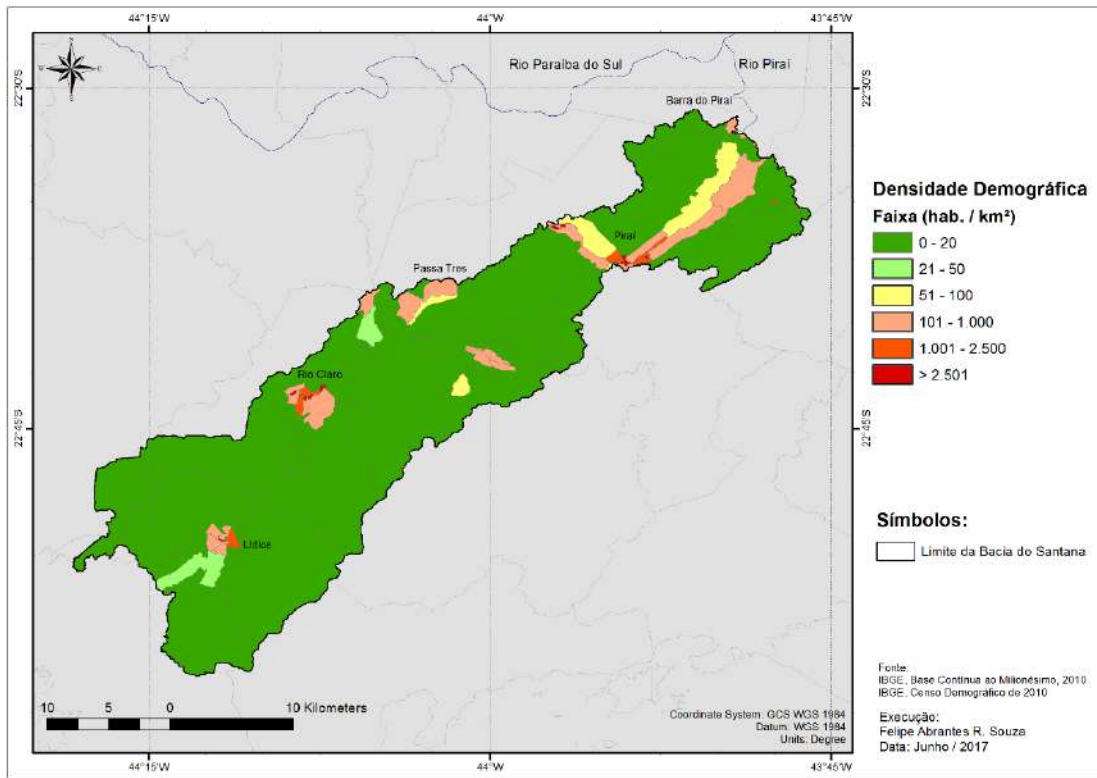 44°15'W 44°0'W 43°45'W
Rio Paraíba do Sul
Rio Piraí
22°30'S
22°30'S
Barra do Piraí
Piraí
Passa Tres
Rio Claro
22°45'S
22°45'S
Lídice
10 5 0 10 Kilometers
Coordinate System: GCS WGS 1984
Datum: WGS 1984
Units: Degree
44°15'W 44°0'W 43°45'W
Densidade Demográfica
Faixa (hab. / km²)
0 - 20
21 - 50
51 - 100
101 - 1.000
1.001 - 2.500
> 2.501
Símbolos:
Limite da Bacia do Santana
Fonte:
IBGE, Base Contínua ao Milionésimo, 2010
IBGE, Censo Demográfico de 2010
Execução:
Felipe Abrantes R. Souza
Data: Junho / 2017